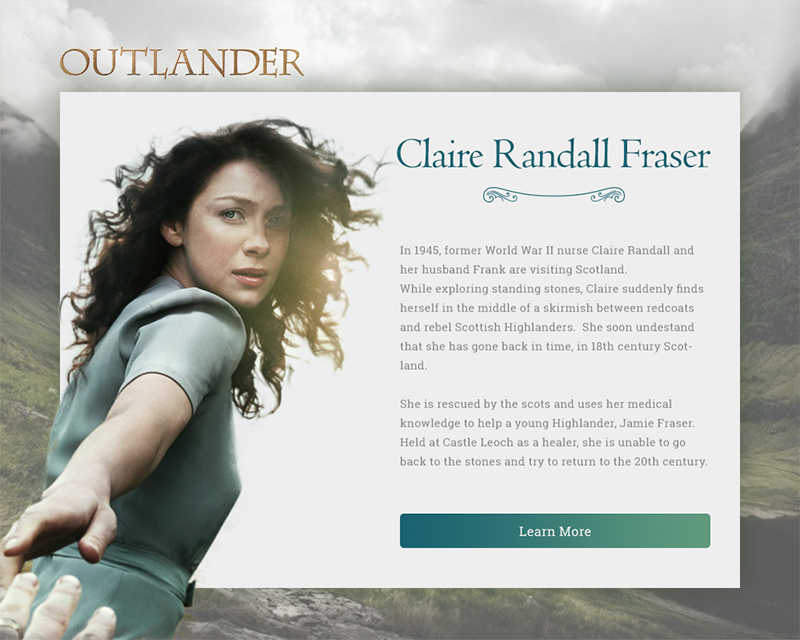 OUTLANDER
Claire Randall Fraser
In 1945, former World War II nurse Claire Randall and
her husband Frank are visiting Scotland.
While exploring standing stones, Claire suddenly finds
herself in the middle of a skirmish between redcoats
and rebel Scottish Highlanders.  She soon undestand
that she has gone back in time, in 18th century Scot-
land.
She is rescued by the scots and uses her medical
knowledge to help a young Highlander, Jamie Fraser.
Held at Castle Leoch as a healer, she is unable to go
back to the stones and try to return to the 20th century.
Learn More